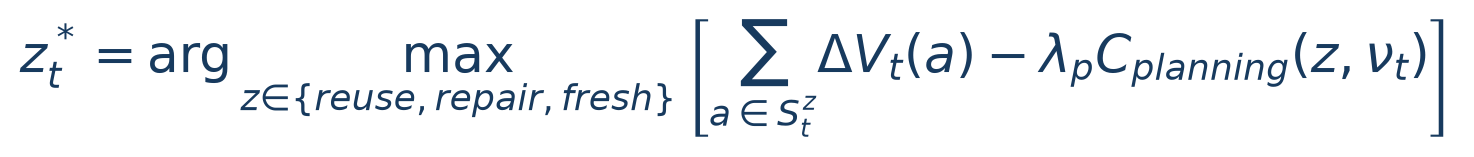 z_t^* = arg max_{z∈{reuse, repair, fresh}} [∑_{a∈S_t^z} ΔV_t(a) − λ_p C_{planning}(z, ν_t)]